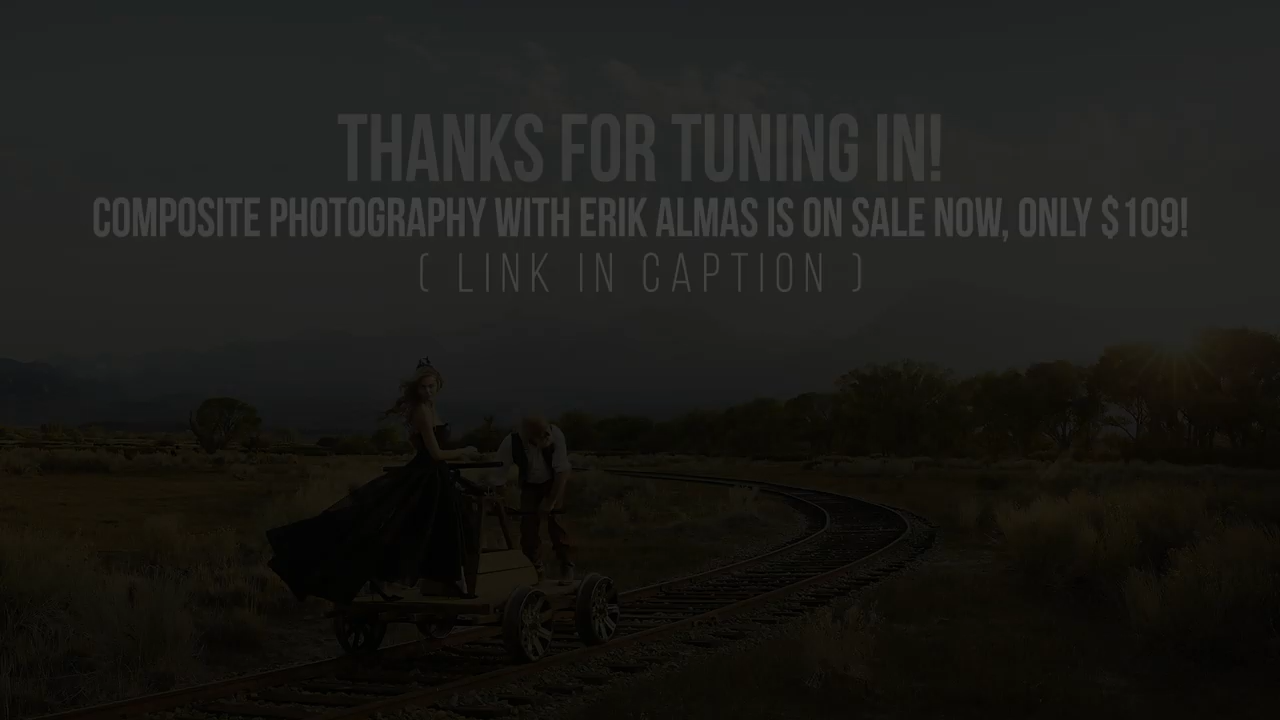 THANKS FOR TUNING IN!
COMPOSITE PHOTOGRAPHY WITH ERIK ALMAS IS ON SALE NOW, ONLY $109!
( LINK IN CAPTION )